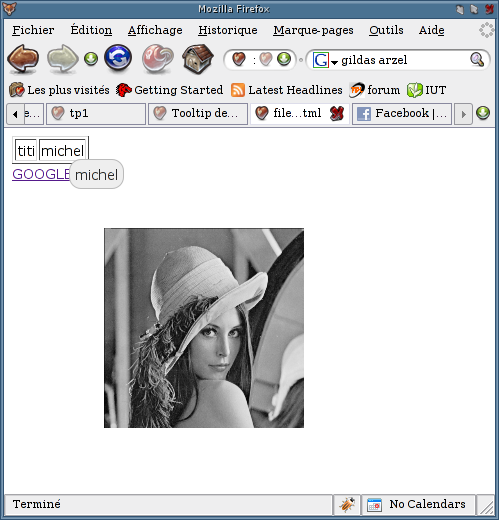 Mozilla Firefox
Fichier Édition Affichage Historique Marque-pages Outils Aide
: G gildas arzel
Les plus visités Getting Started Latest Headlines forum IUT
e... tp1 Tooltip de... file...tml Facebook |...
titi michel
GOOGLE michel
Terminé No Calendars